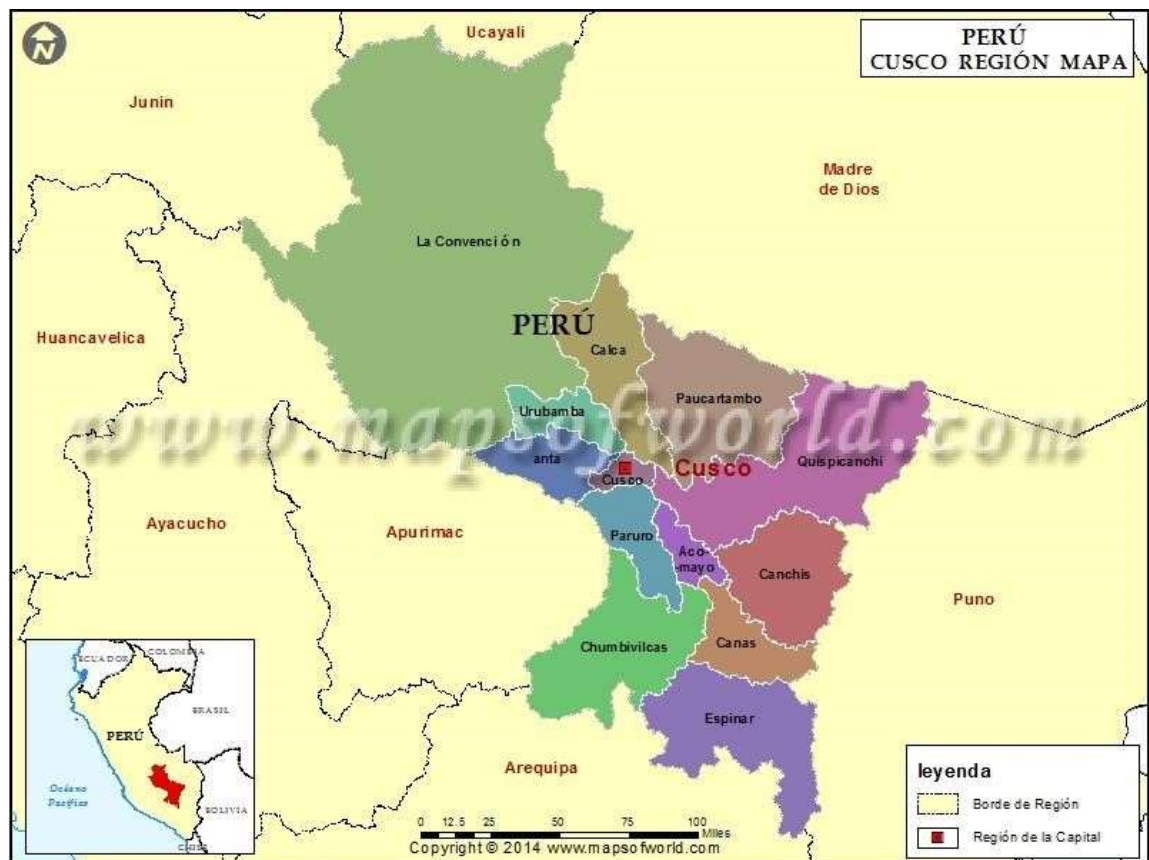 PERÚ
CUSCO REGIÓN MAPA
N
Ucayali
Junin
Madre
de Dios
La Convención
Huancavelica
PERÚ
Calca
Paucartambo
Urubamba
www.mapsofworld.com
anta
Cusco
Cusco
Quispicanchi
Ayacucho
Apurimac
Paruro
Aco-
mayo
Canchis
Puno
Chumbivilcas
Canas
Espinar
Arequipa
ECUADOR
COLOMBIA
BRASIL
PERÚ
Océano
Pacífico
BOLIVIA
leyenda
Borde de Región
Región de la Capital
0 12.5 25 50 75 100
Miles
Copyright © 2014 www.mapsofworld.com